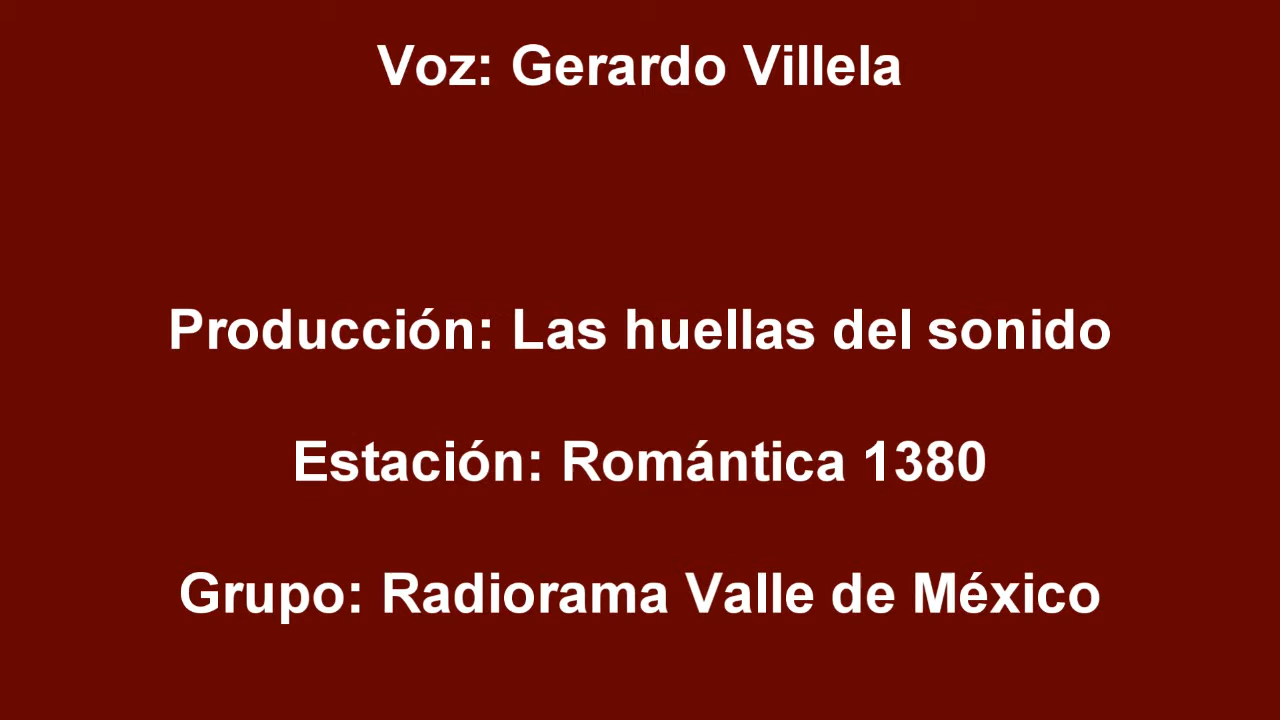 Voz: Gerardo Villela
Producción: Las huellas del sonido
Estación: Romántica 1380
Grupo: Radiorama Valle de México